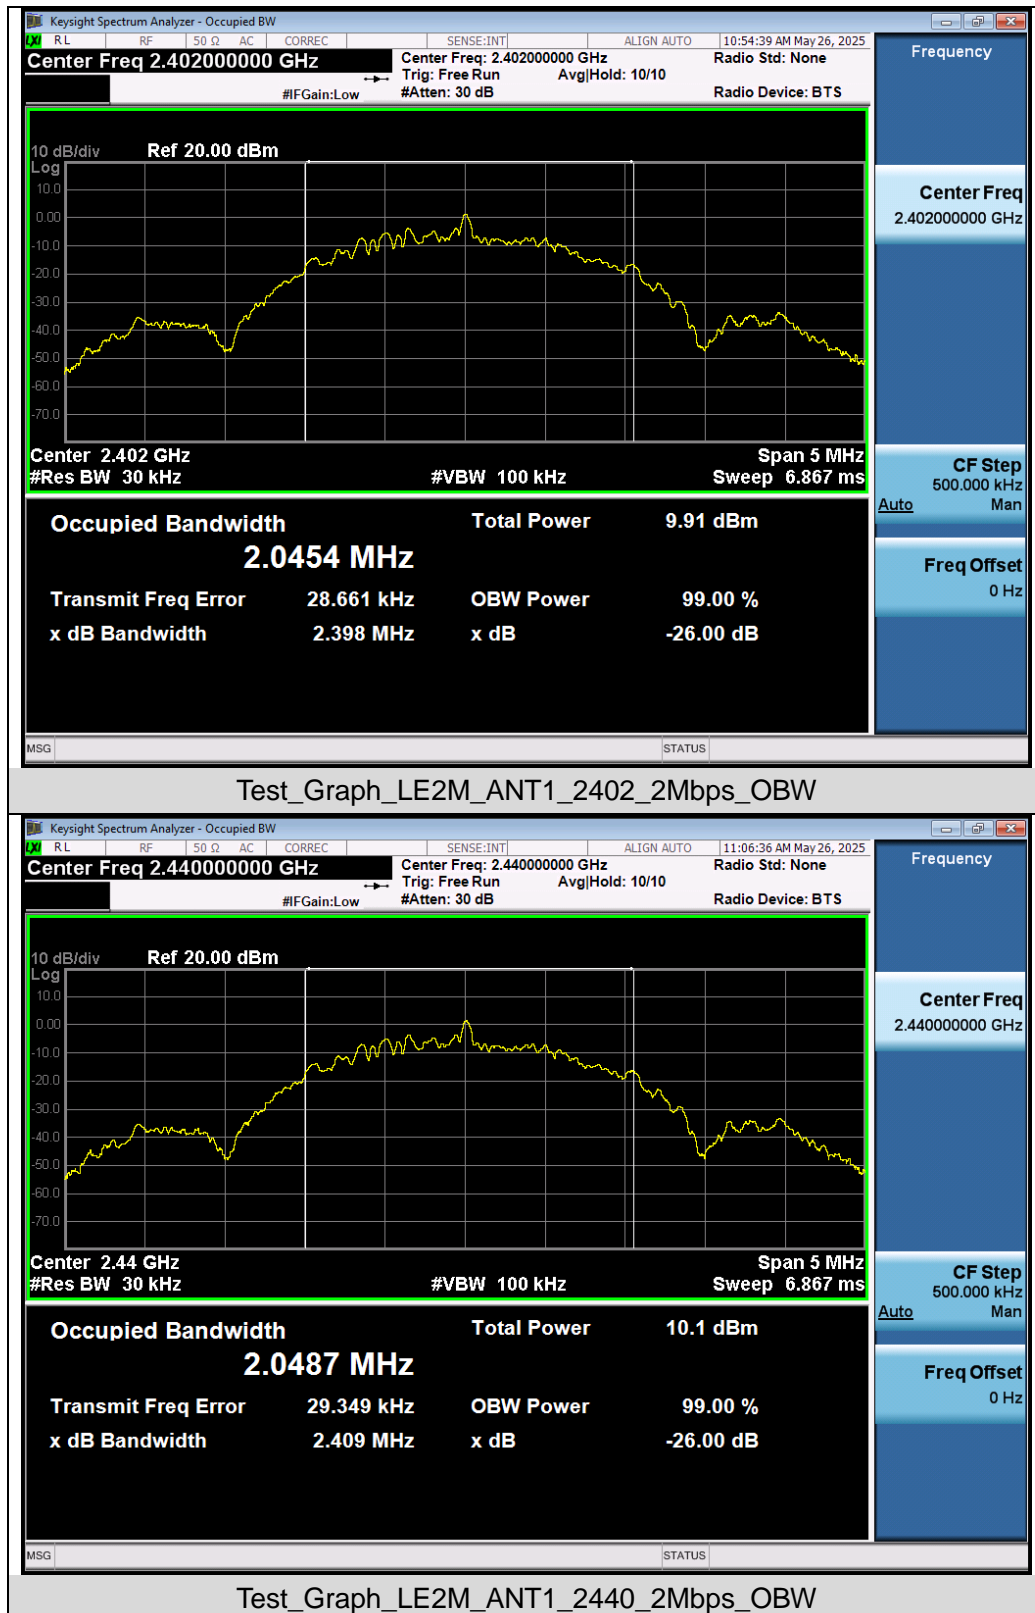 Keysight Spectrum Analyzer - Occupied BW
LXI RL RF 50 Ω AC CORREC SENSE:INT ALIGN AUTO 10:54:39 AM May 26, 2025
Center Freq 2.402000000 GHz
Center Freq: 2.402000000 GHz Radio Std: None
Trig: Free Run Avg|Hold: 10/10
#IFGain:Low #Atten: 30 dB Radio Device: BTS
Frequency
10 dB/div Ref 20.00 dBm
Log
10.0
0.00
-10.0
-20.0
-30.0
-40.0
-50.0
-60.0
-70.0
Center 2.402 GHz Span 5 MHz
#Res BW 30 kHz #VBW 100 kHz Sweep 6.867 ms
Center Freq
2.402000000 GHz
CF Step
500.000 kHz
Auto Man
Freq Offset
0 Hz
Occupied Bandwidth Total Power 9.91 dBm
2.0454 MHz
Transmit Freq Error 28.661 kHz OBW Power 99.00 %
x dB Bandwidth 2.398 MHz x dB -26.00 dB
MSG STATUS
Test_Graph_LE2M_ANT1_2402_2Mbps_OBW
Keysight Spectrum Analyzer - Occupied BW
LXI RL RF 50 Ω AC CORREC SENSE:INT ALIGN AUTO 11:06:36 AM May 26, 2025
Center Freq 2.440000000 GHz
Center Freq: 2.440000000 GHz Radio Std: None
Trig: Free Run Avg|Hold: 10/10
#IFGain:Low #Atten: 30 dB Radio Device: BTS
Frequency
10 dB/div Ref 20.00 dBm
Log
10.0
0.00
-10.0
-20.0
-30.0
-40.0
-50.0
-60.0
-70.0
Center 2.44 GHz Span 5 MHz
#Res BW 30 kHz #VBW 100 kHz Sweep 6.867 ms
Center Freq
2.440000000 GHz
CF Step
500.000 kHz
Auto Man
Freq Offset
0 Hz
Occupied Bandwidth Total Power 10.1 dBm
2.0487 MHz
Transmit Freq Error 29.349 kHz OBW Power 99.00 %
x dB Bandwidth 2.409 MHz x dB -26.00 dB
MSG STATUS
Test_Graph_LE2M_ANT1_2440_2Mbps_OBW